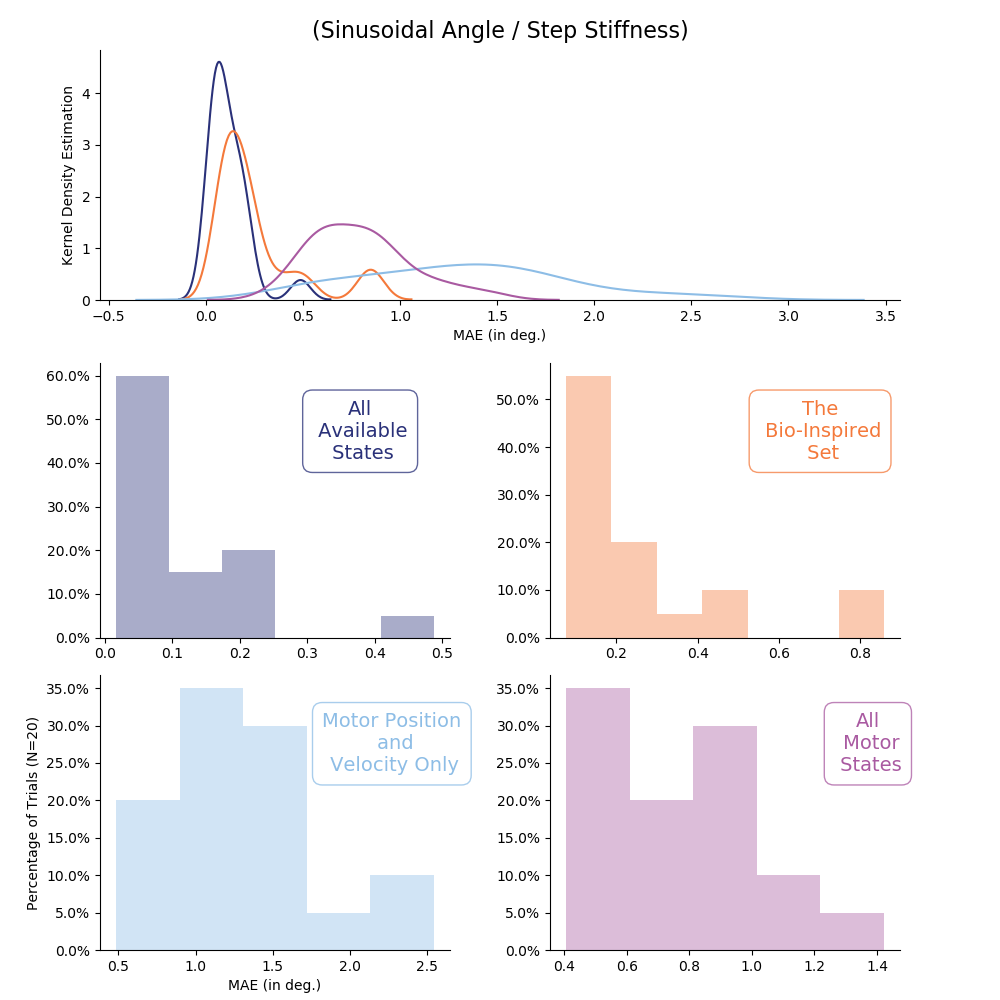 (Sinusoidal Angle / Step Stiffness)
Kernel Density Estimation
4
3
2
1
0
−0.5 0.0 0.5 1.0 1.5 2.0 2.5 3.0 3.5
MAE (in deg.)
60.0%
50.0%
40.0%
30.0%
20.0%
10.0%
0.0%
0.0 0.1 0.2 0.3 0.4 0.5
All
Available
States
50.0%
40.0%
30.0%
20.0%
10.0%
0.0%
0.2 0.4 0.6 0.8
The
Bio-Inspired
Set
Percentage of Trials (N=20)
35.0%
30.0%
25.0%
20.0%
15.0%
10.0%
5.0%
0.0%
0.5 1.0 1.5 2.0 2.5
MAE (in deg.)
Motor Position
and
Velocity Only
35.0%
30.0%
25.0%
20.0%
15.0%
10.0%
5.0%
0.0%
0.4 0.6 0.8 1.0 1.2 1.4
All
Motor
States